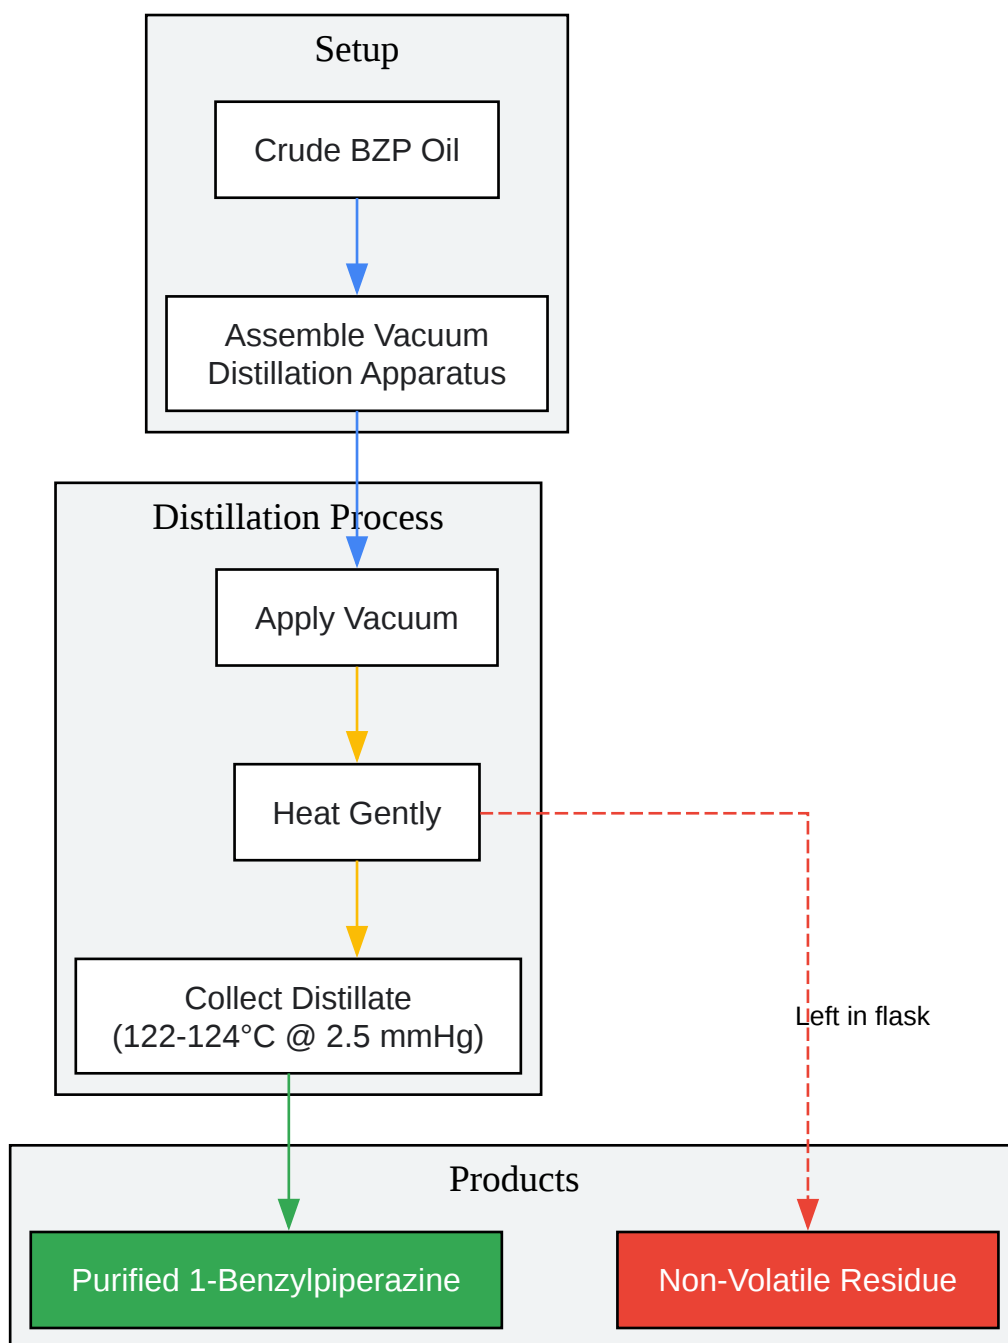 Setup
Crude BZP Oil
Assemble Vacuum
Distillation Apparatus
Distillation Process
Apply Vacuum
Heat Gently
Collect Distillate
(122-124°C @ 2.5 mmHg)
Left in flask
Products
Purified 1-Benzylpiperazine
Non-Volatile Residue